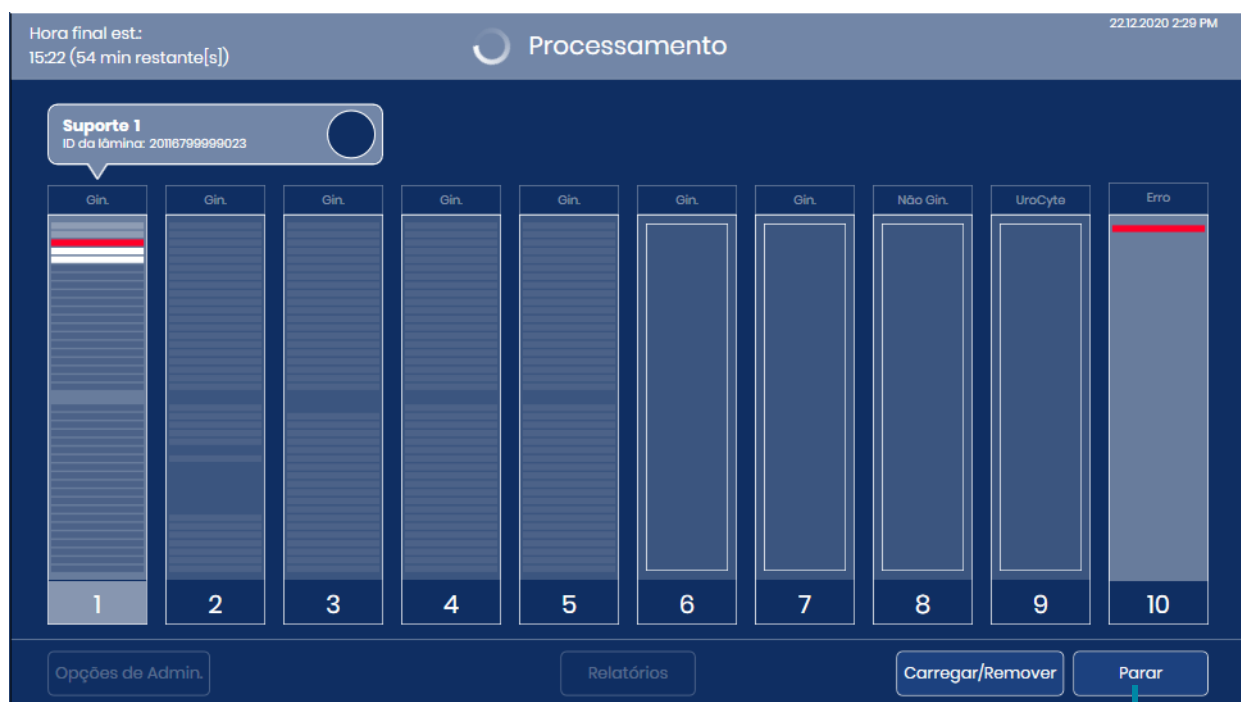 Hora final est.:
15:22 (54 min restante[s])
Processamento
22.12.2020 2:29 PM
Suporte 1
ID da lâmina: 20116799999023
Gin. Gin. Gin. Gin. Gin. Gin. Gin. Não Gin. UroCyte Erro
1 2 3 4 5 6 7 8 9 10
Opções de Admin. Relatórios Carregar/Remover Parar